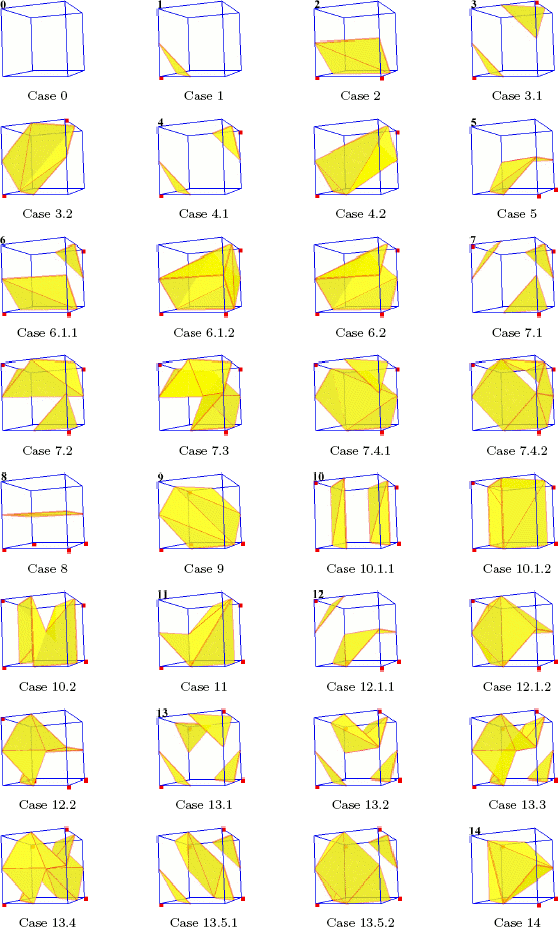 0 1 2 3
Case 0 Case 1 Case 2 Case 3.1
4 5
Case 3.2 Case 4.1 Case 4.2 Case 5
6 7
Case 6.1.1 Case 6.1.2 Case 6.2 Case 7.1
Case 7.2 Case 7.3 Case 7.4.1 Case 7.4.2
8 9 10
Case 8 Case 9 Case 10.1.1 Case 10.1.2
11 12
Case 10.2 Case 11 Case 12.1.1 Case 12.1.2
13
Case 12.2 Case 13.1 Case 13.2 Case 13.3
14
Case 13.4 Case 13.5.1 Case 13.5.2 Case 14